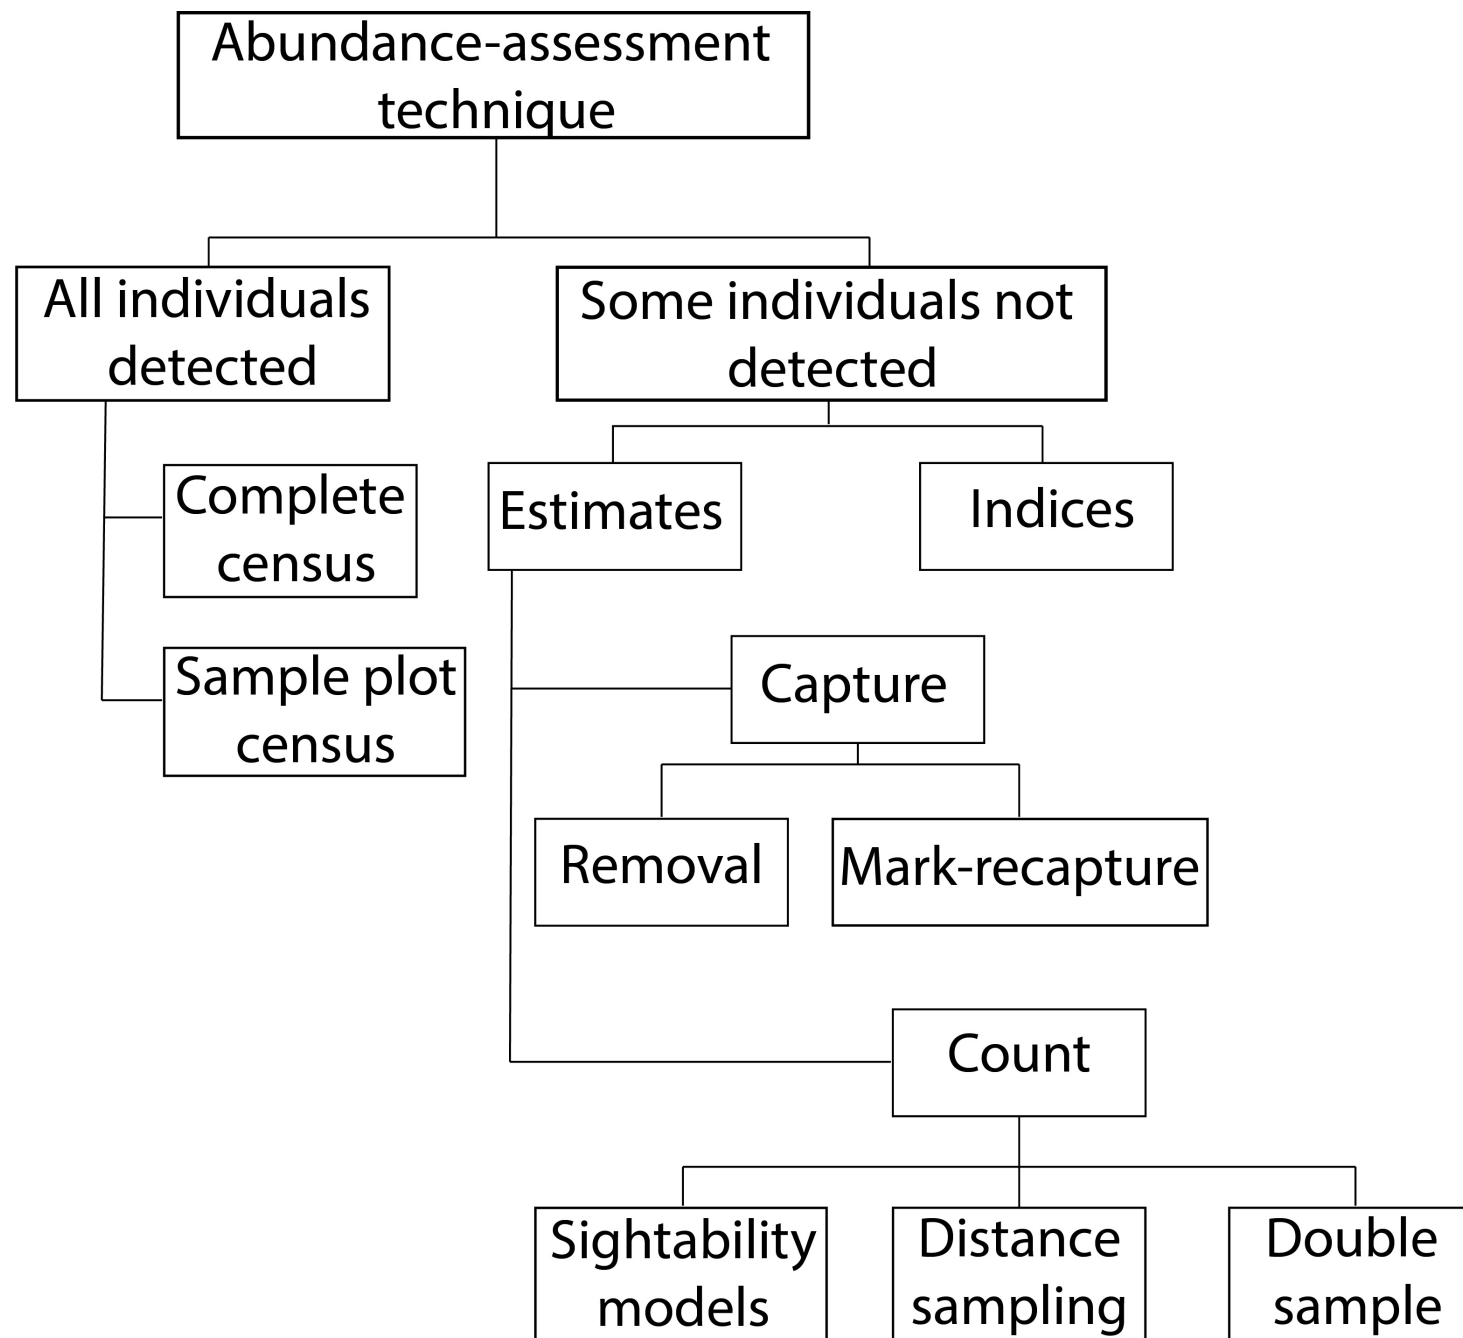 Abundance-assessment
technique
All individuals
detected
Some individuals not
detected
Complete
census
Sample plot
census
Estimates
Indices
Capture
Removal
Mark-recapture
Count
Sightability
models
Distance
sampling
Double
sample